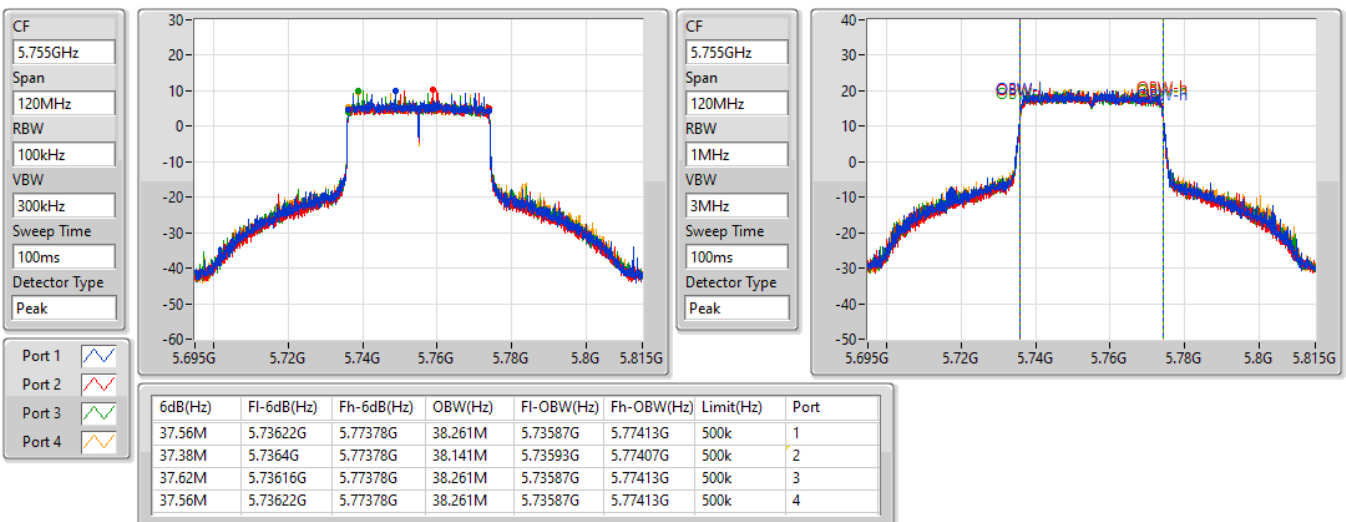 CF
5.755GHz
Span
120MHz
RBW
100kHz
VBW
300kHz
Sweep Time
100ms
Detector Type
Peak
30
20
10
0
-10
-20
-30
-40
-50
-60
5.695G 5.72G 5.74G 5.76G 5.78G 5.8G 5.815G
CF
5.755GHz
Span
120MHz
RBW
1MHz
VBW
3MHz
Sweep Time
100ms
Detector Type
Peak
40
30
20
10
0
-10
-20
-30
-40
-50
OBW-h
5.695G 5.72G 5.74G 5.76G 5.78G 5.8G 5.815G
Port 1
Port 2
Port 3
Port 4
6dB(Hz) Fl-6dB(Hz) Fh-6dB(Hz) OBW(Hz) Fl-OBW(Hz) Fh-OBW(Hz) Limit(Hz) Port
37.56M 5.73622G 5.77378G 38.261M 5.73587G 5.77413G 500k 1
37.38M 5.7364G 5.77378G 38.141M 5.73593G 5.77407G 500k 2
37.62M 5.73616G 5.77378G 38.261M 5.73587G 5.77413G 500k 3
37.56M 5.73622G 5.77378G 38.261M 5.73587G 5.77413G 500k 4